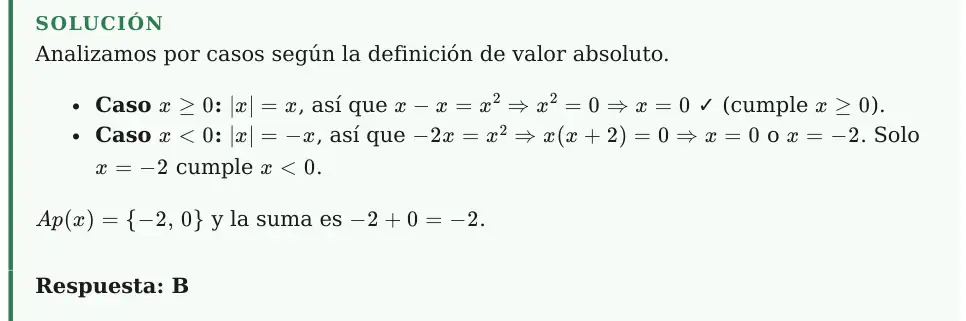 SOLUCIÓN
Analizamos por casos según la definición de valor absoluto.
• Caso x ≥ 0: |x| = x, así que x − x = x² ⇒ x² = 0 ⇒ x = 0 ✓ (cumple x ≥ 0).
• Caso x < 0: |x| = −x, así que −2x = x² ⇒ x(x + 2) = 0 ⇒ x = 0 o x = −2. Solo
x = −2 cumple x < 0.
Ap(x) = {−2, 0} y la suma es −2 + 0 = −2.
Respuesta: B